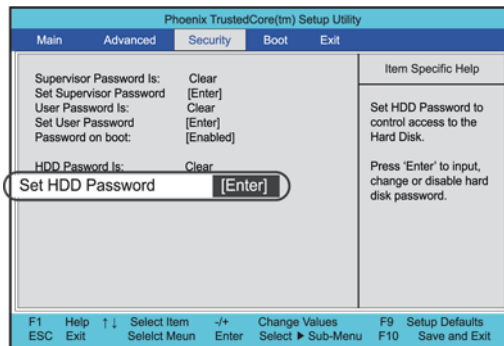 Phoenix TrustedCore(tm) Setup Utility
Main Advanced Security Boot Exit
Supervisor Password Is: Clear
Set Supervisor Password [Enter]
User Password Is: Clear
Set User Password [Enter]
Password on boot: [Enabled]
HDD Pasword Is: Clear
Set HDD Password [Enter]
Item Specific Help
Set HDD Password to
control access to the
Hard Disk.
Press 'Enter' to input,
change or disable hard
disk password.
F1 Help ↑↓ Select Item -/+ Change Values F9 Setup Defaults
ESC Exit Selelct Meun Enter Select ▶ Sub-Menu F10 Save and Exit